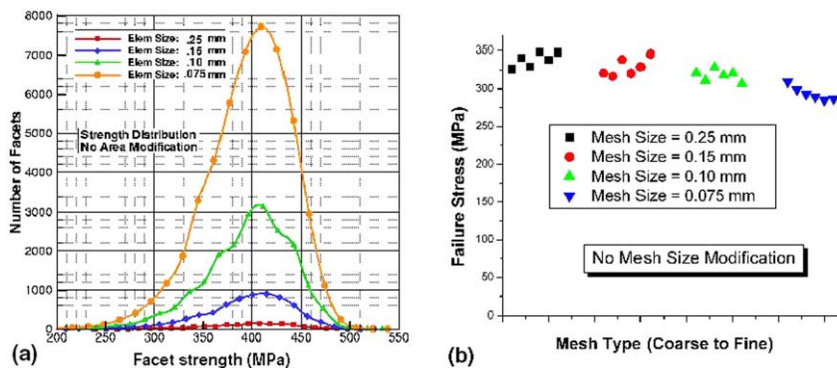 8000
7000
6000
5000
4000
3000
2000
1000
0
Number of Facets
Elem Size: .25 mm
Elem Size: .15 mm
Elem Size: .10 mm
Elem Size: .075 mm
Strength Distribution
No Area Modification
200 250 300 350 400 450 500 550
(a)
Facet strength (MPa)
350
300
250
200
150
100
50
0
Failure Stress (MPa)
Mesh Size = 0.25 mm
Mesh Size = 0.15 mm
Mesh Size = 0.10 mm
Mesh Size = 0.075 mm
No Mesh Size Modification
(b)
Mesh Type (Coarse to Fine)